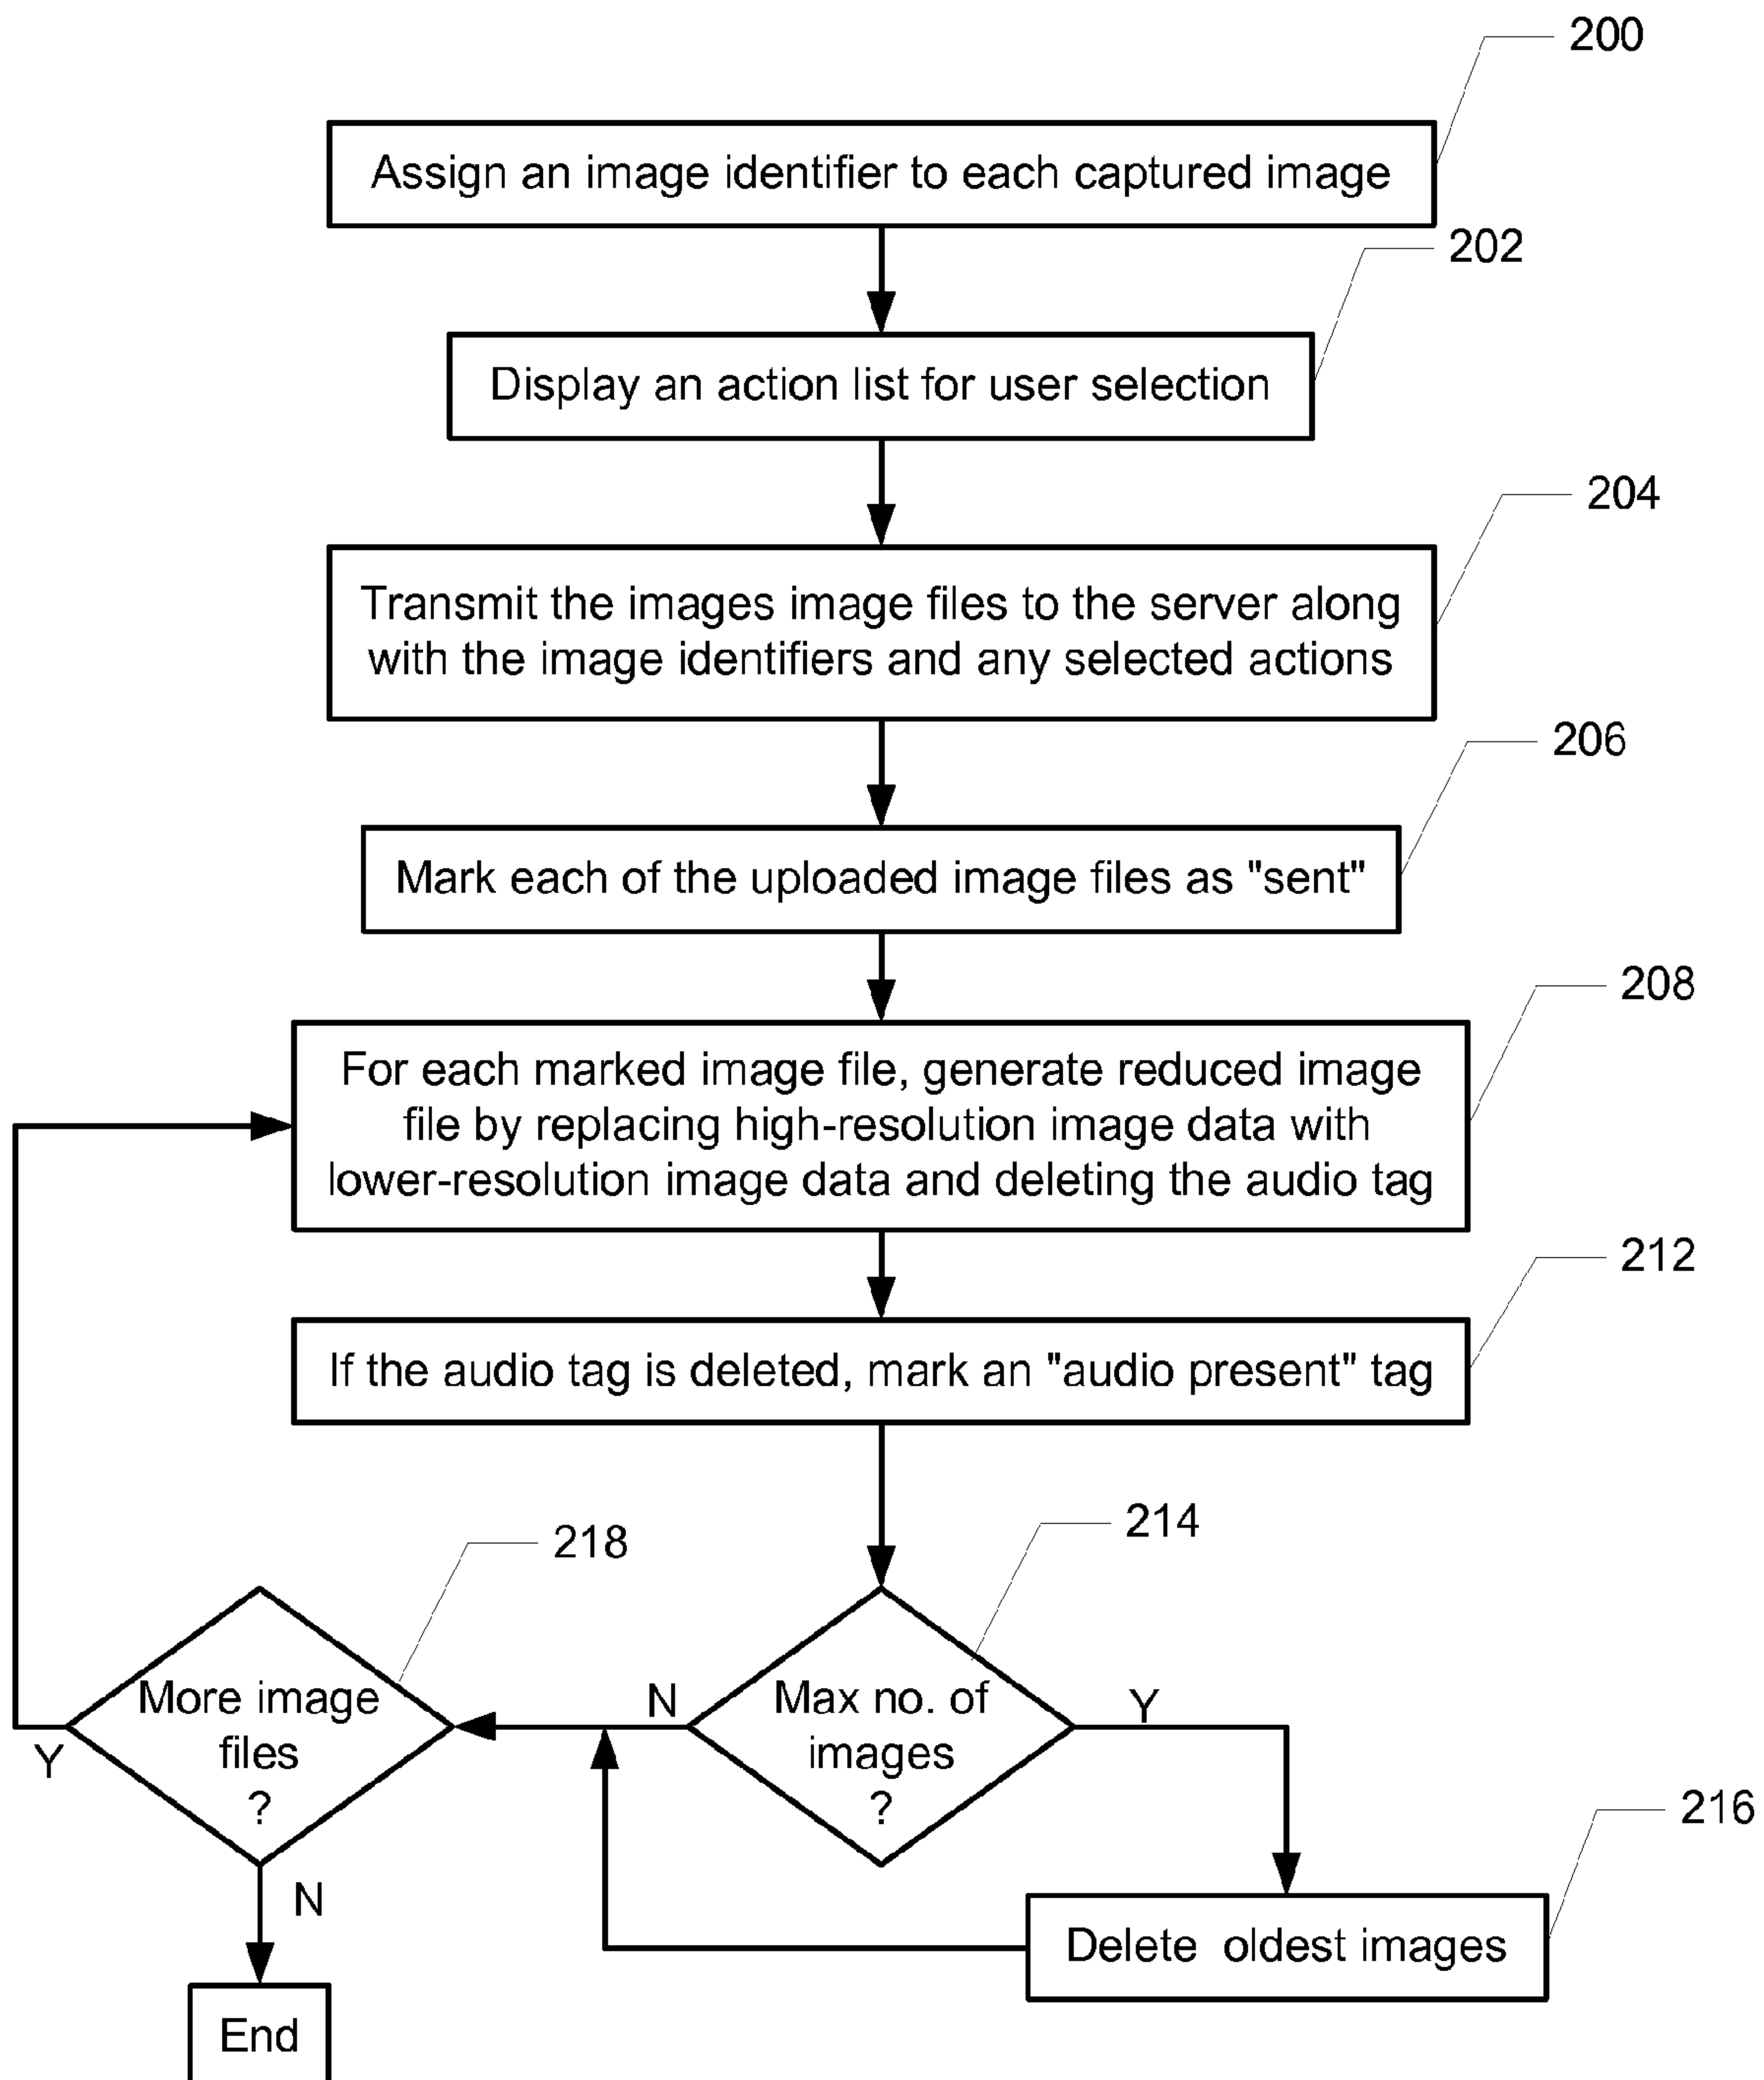 200
Assign an image identifier to each captured image
202
Display an action list for user selection
204
Transmit the images image files to the server along
with the image identifiers and any selected actions
206
Mark each of the uploaded image files as "sent"
208
For each marked image file, generate reduced image
file by replacing high-resolution image data with
lower-resolution image data and deleting the audio tag
212
If the audio tag is deleted, mark an "audio present" tag
214
218
More image
files
?
Y
N
N
Max no. of
images
?
Y
216
Delete oldest images
End